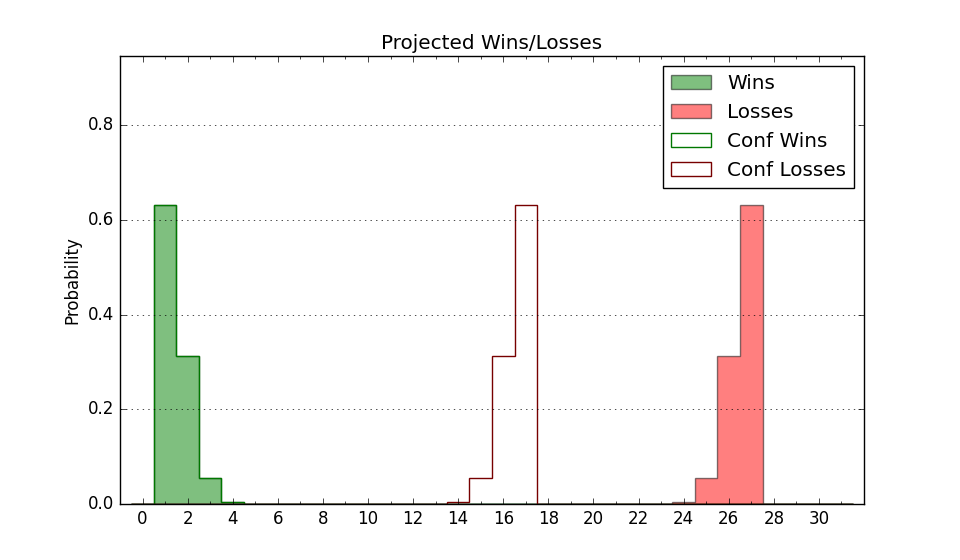 Projected Wins/Losses
Wins
Losses
Conf Wins
Conf Losses
Probability
0.8
0.6
0.4
0.2
0.0
0 2 4 6 8 10 12 14 16 18 20 22 24 26 28 30